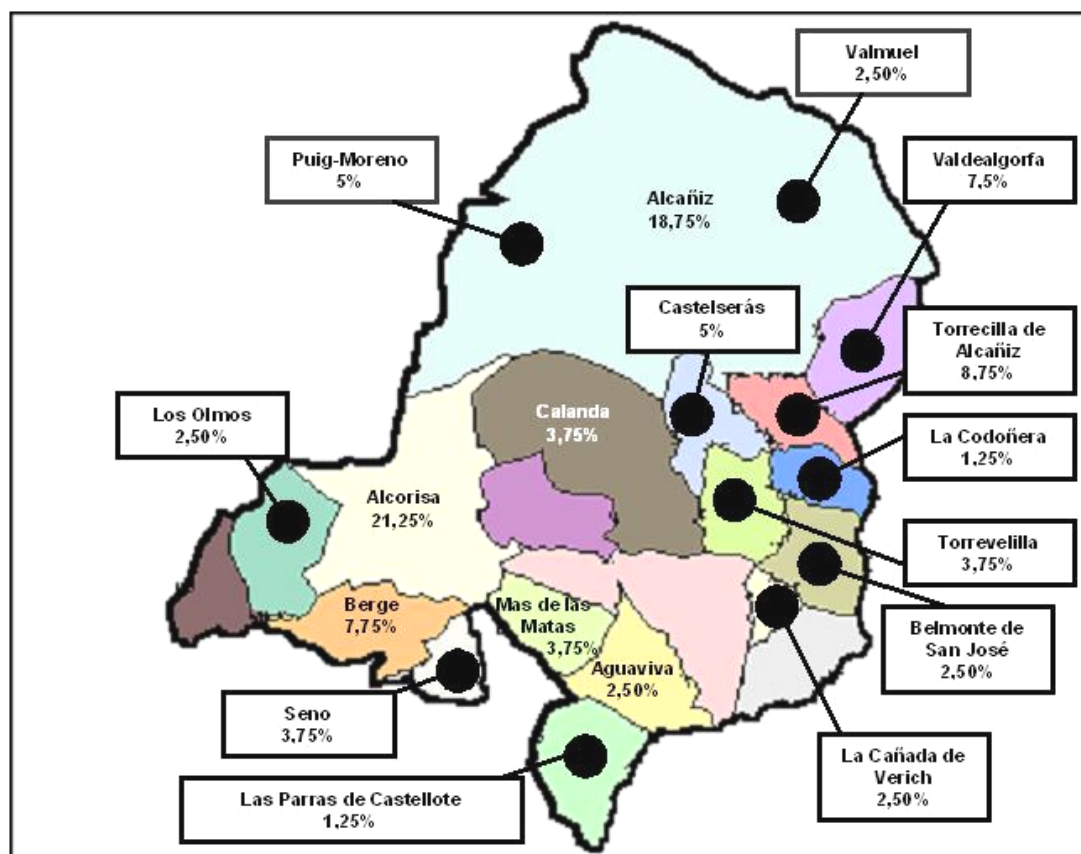 Valmuel
2,50%
Puig-Moreno
5%
Valdealgorfa
7,5%
Alcañiz
18,75%
Castelserás
5%
Torrecilla de
Alcañiz
8,75%
Los Olmos
2,50%
Calanda
3,75%
La Codoñera
1,25%
Alcorisa
21,25%
Torrevelilla
3,75%
Berge
7,75%
Mas de las
Matas
3,75%
Belmonte de
San José
2,50%
Aguaviva
2,50%
Seno
3,75%
La Cañada de
Verich
2,50%
Las Parras de Castellote
1,25%